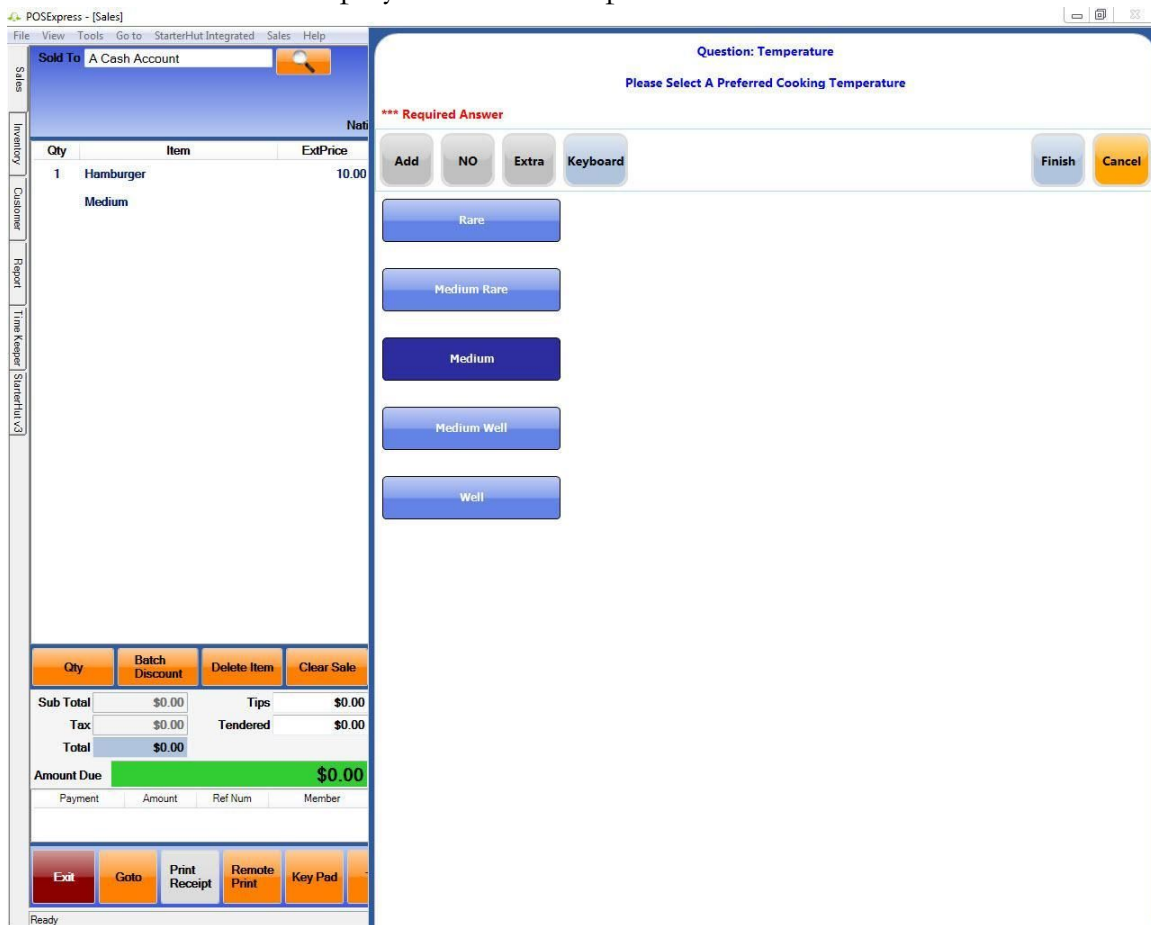 POSExpress - [Sales]
File View Tools Go to StarterHut Integrated Sales Help
Sold To A Cash Account
Nati
Sales
Inventory
Customer
Report
Time Keeper
StarterHut v3
Qty Item ExtPrice
1 Hamburger 10.00
Medium
Qty Batch Discount Delete Item Clear Sale
Sub Total $0.00 Tips $0.00
Tax $0.00 Tendered $0.00
Total $0.00
Amount Due $0.00
Payment Amount Ref Num Member
Exit Goto Print Receipt Remote Print Key Pad
Ready
Question: Temperature
Please Select A Preferred Cooking Temperature
*** Required Answer
Add NO Extra Keyboard Finish Cancel
Rare
Medium Rare
Medium
Medium Well
Well